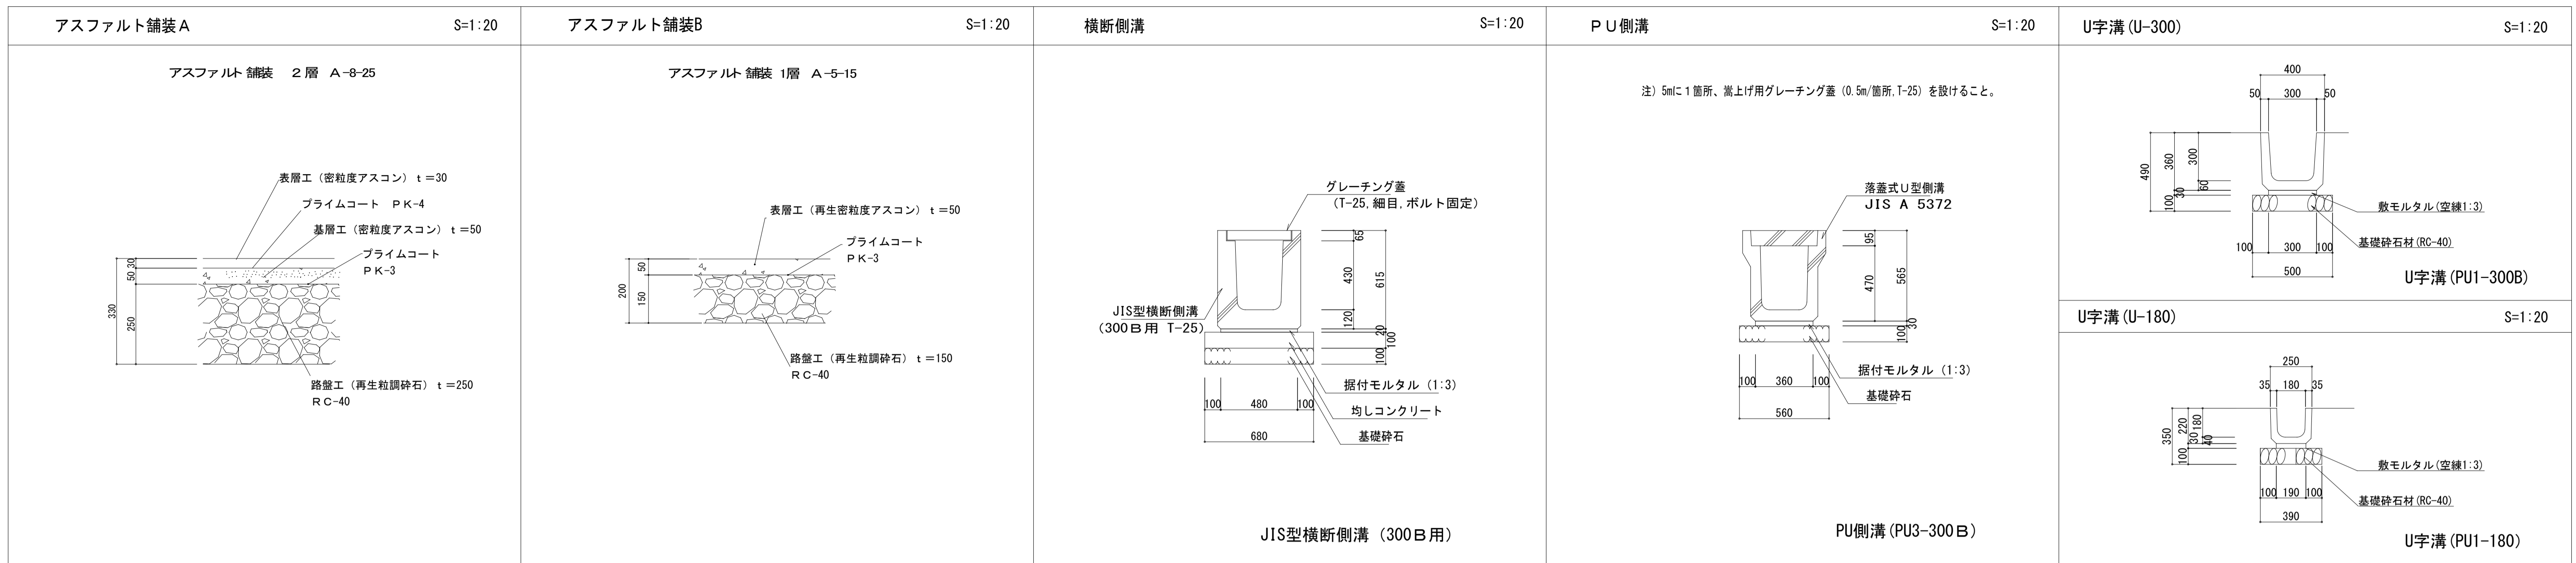 アスファルト舗装A
S=1:20
アスファルト舗装 2層 A-8-25
表層工（密粒度アスコン）t=30
プライムコート PK-4
基層工（密粒度アスコン）t=50
プライムコート
PK-3
30
50
330
250
路盤工（再生粒調砕石）t=250
RC-40
アスファルト舗装B
S=1:20
アスファルト舗装 1層 A-5-15
表層工（再生密粒度アスコン）t=50
プライムコート
PK-3
50
200
150
路盤工（再生粒調砕石）t=150
RC-40
横断側溝
S=1:20
グレーチング蓋
（T-25,細目,ボルト固定）
65
430
615
JIS型横断側溝
（300B用 T-25）
120
20
100
100
据付モルタル（1:3）
100 480 100
均しコンクリート
680
基礎砕石
JIS型横断側溝（300B用）
PU側溝
S=1:20
注）5mに1箇所、嵩上げ用グレーチング蓋（0.5m/箇所,T-25）を設けること。
落蓋式U型側溝
JIS A 5372
95
470
565
30
100
据付モルタル（1:3）
100 360 100
基礎砕石
560
PU側溝(PU3-300B)
U字溝(U-300)
S=1:20
400
50 300 50
300
360
490
60
30
100
敷モルタル(空練1:3)
基礎砕石材(RC-40)
100 300 100
500
U字溝(PU1-300B)
U字溝(U-180)
S=1:20
250
35 180 35
180
220
350
40
30
100
敷モルタル(空練1:3)
100 190 100
基礎砕石材(RC-40)
390
U字溝(PU1-180)